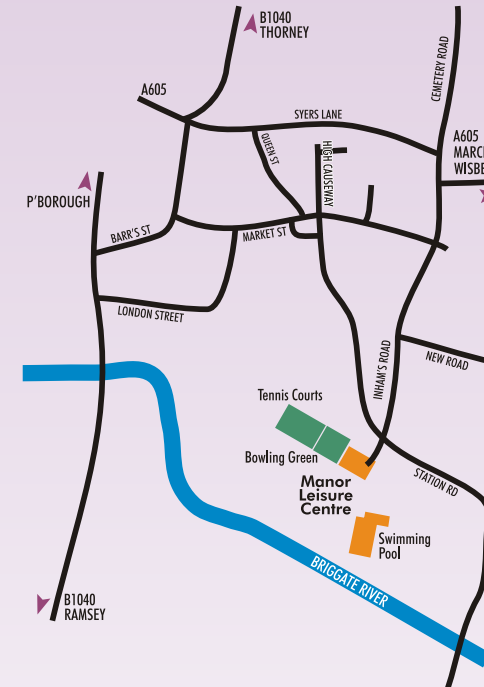 B1040
THORNEY
CEMETERY ROAD
A605
SYERS LANE
QUEEN ST
HIGH CAUSEWAY
A605
P'BOROUGH
BARR'S ST
MARKET ST
LONDON STREET
INHAM'S ROAD
NEW ROAD
Tennis Courts
Bowling Green
Manor
Leisure
Centre
STATION RD
Swimming
Pool
BRIGGATE RIVER
B1040
RAMSEY